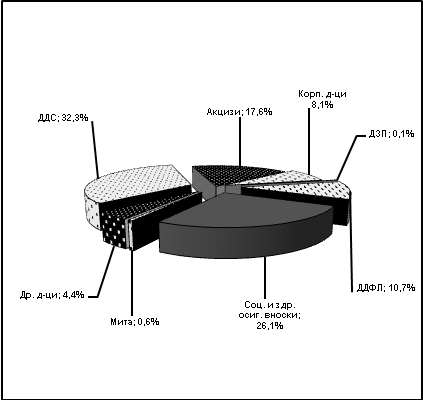 Корп. д-ци
8,1%
Акцизи; 17,6%
ДДС; 32,3%
ДЗП; 0,1%
ДДФЛ; 10,7%
Др. д-ци; 4,4%
Соц. и здр.
осиг. вноски;
26,1%
Мита; 0,6%